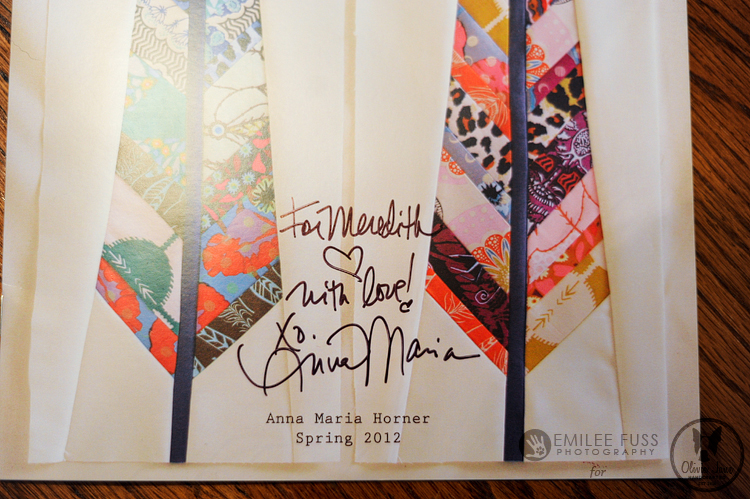 For Meredith
with love!
xo,
Anna Maria
Anna Maria Horner
Spring 2012
EMILEE FUSS
PHOTOGRAPHY
for